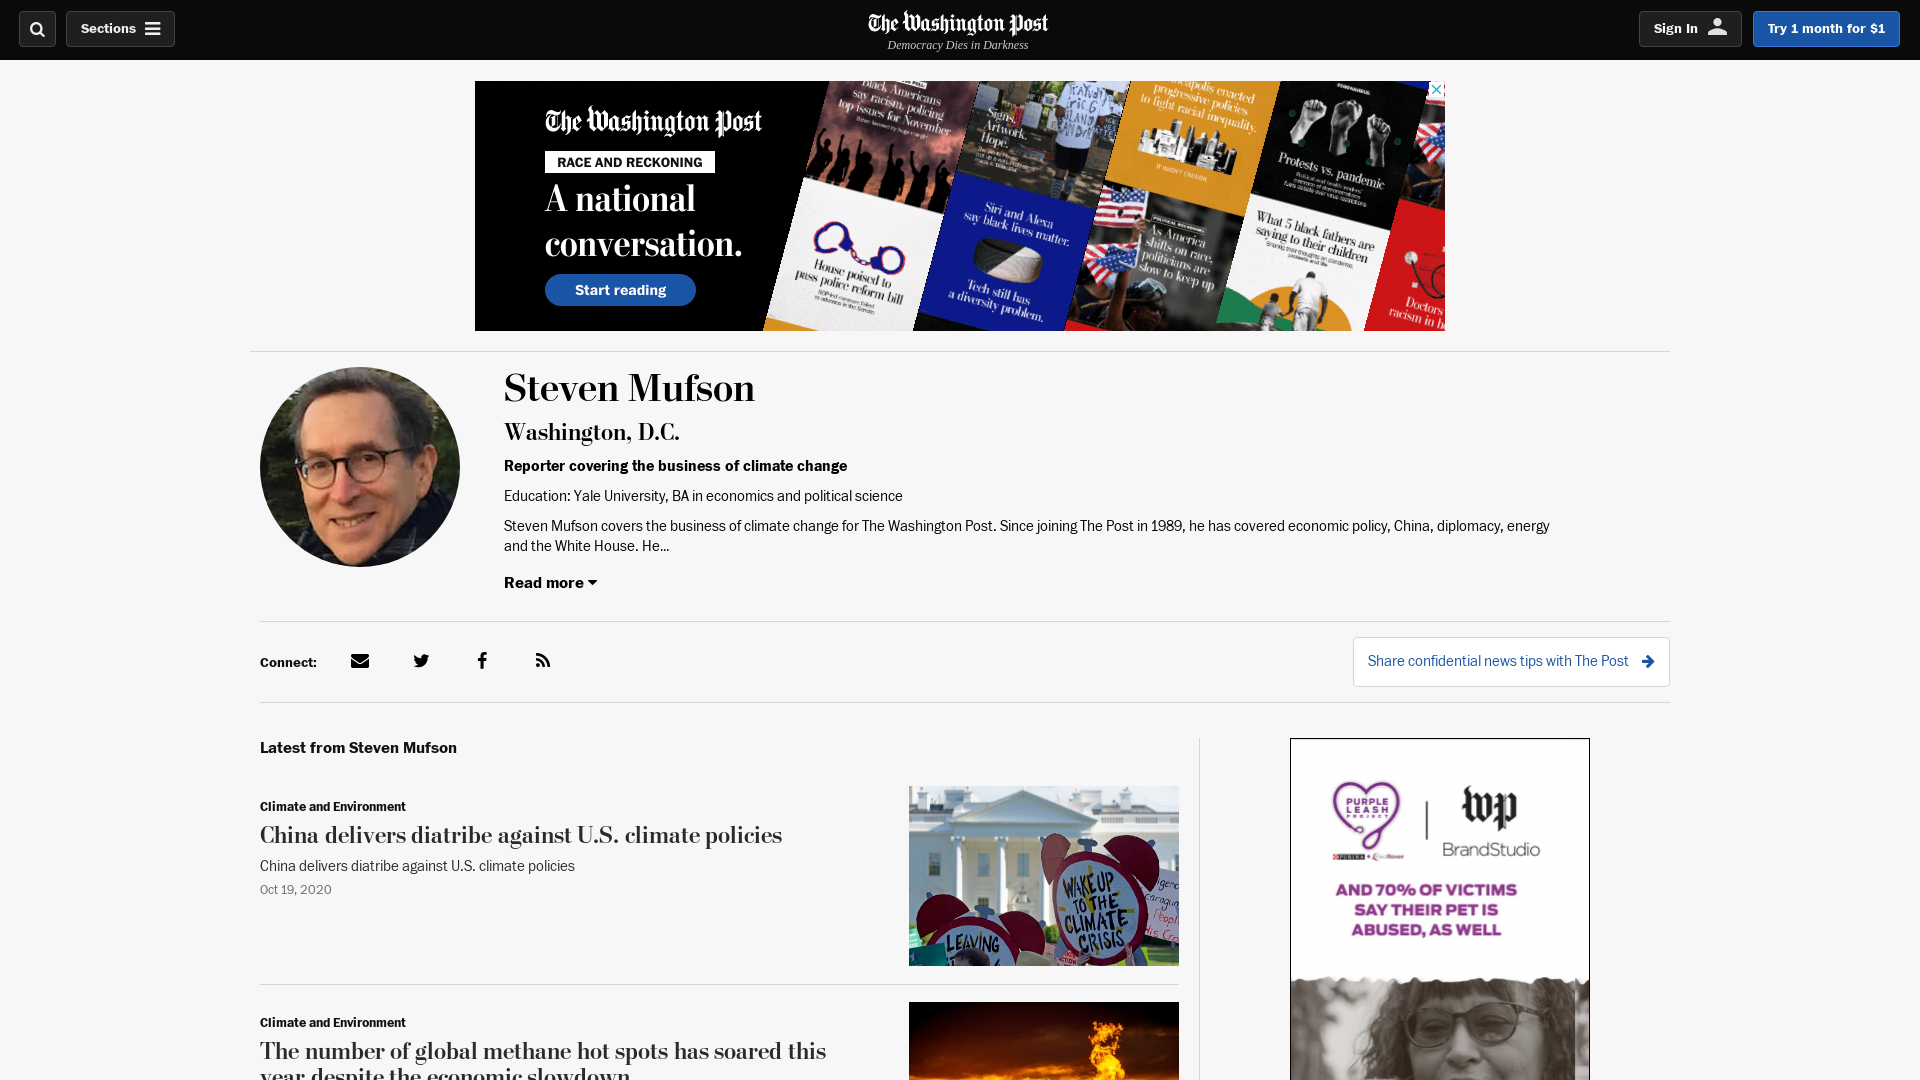 Sections
The Washington Post
Democracy Dies in Darkness
Sign In
Try 1 month for $1
The Washington Post
RACE AND RECKONING
A national
conversation.
Start reading
Black Americans
say racism, policing
top issues for November
House poised to
pass police reform bill
Signs.
Artwork.
Hope.
Siri and Alexa
say black lives matter.
Tech still has
a diversity problem.
progressive policies
to fight racial inequality.
IT WASN'T ENOUGH.
As America
shifts on race,
politicians are
slow to keep up
CORONAVIRUS
Protests vs. pandemic
What 5 black fathers are
saying to their children
Doctors
racism in
Steven Mufson
Washington, D.C.
Reporter covering the business of climate change
Education: Yale University, BA in economics and political science
Steven Mufson covers the business of climate change for The Washington Post. Since joining The Post in 1989, he has covered economic policy, China, diplomacy, energy
and the White House. He...
Read more
Connect:
Share confidential news tips with The Post
Latest from Steven Mufson
Climate and Environment
China delivers diatribe against U.S. climate policies
China delivers diatribe against U.S. climate policies
Oct 19, 2020
WAKE UP
TO THE
CLIMATE
CRISIS
LEAVING
Climate and Environment
The number of global methane hot spots has soared this
year despite the economic slowdown
PURPLE
LEASH
PROJECT
PURINA
wp
BrandStudio
AND 70% OF VICTIMS
SAY THEIR PET IS
ABUSED, AS WELL